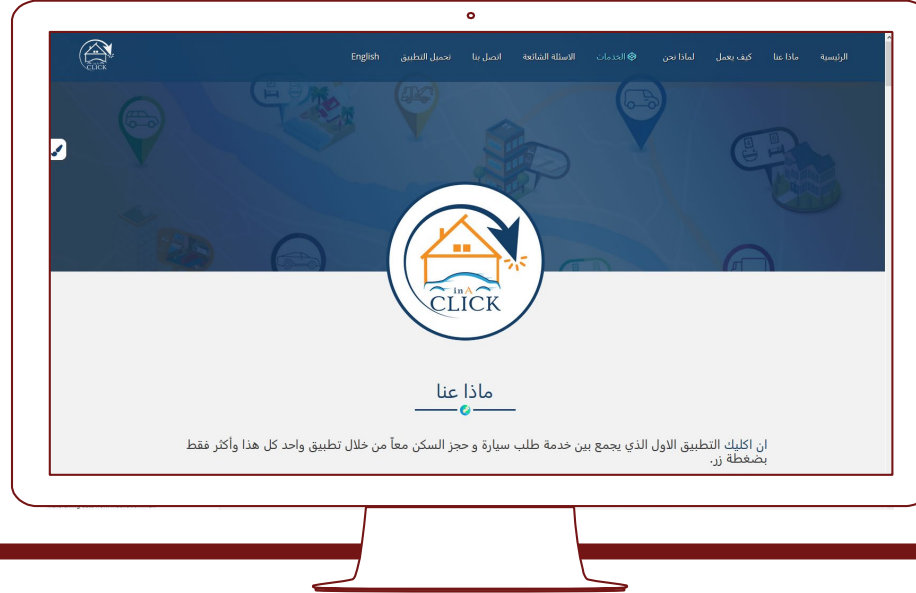 الرئيسية
ماذا عنا
كيف يعمل
لماذا نحن
الخدمات
الاسئلة الشائعة
اتصل بنا
تحميل التطبيق
English
CLICK
inA
CLICK
ماذا عنا
ان اكليك التطبيق الاول الذي يجمع بين خدمة طلب سيارة و حجز السكن معاً من خلال تطبيق واحد كل هذا وأكثر فقط
بضغطة زر.